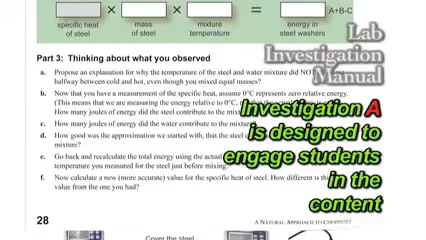 specific heat
of steel
mass
of steel
mixture
temperature
energy in
steel washers
A+B-C
× × =
Lab
Investigation
Manual
Part 3: Thinking about what you observed
a. Propose an explanation for why the temperature of the steel and water mixture did NO
halfway between cold and hot, even though you mixed equal masses?
b. Now that you have a measurement of the specific heat, assume 0°C represents zero relative energy.
(This means that we are measuring the energy relative to 0°C,
How many joules of energy did the steel contribute to the mix
c. How many joules of energy did the water contribute to the mixture?
d. How good was the approximation we started with, that the steel
mixture?
e. Go back and recalculate the total energy using the actual
temperature you measured for the steel just before mixing.
f. Now calculate a new (more accurate) value for the specific heat of steel. How different is th
value from the one you had?
Investigation A
is designed to
engage students
in the
content
28
A NATURAL APPROACH TO CHEMISTRY
Cover the steel